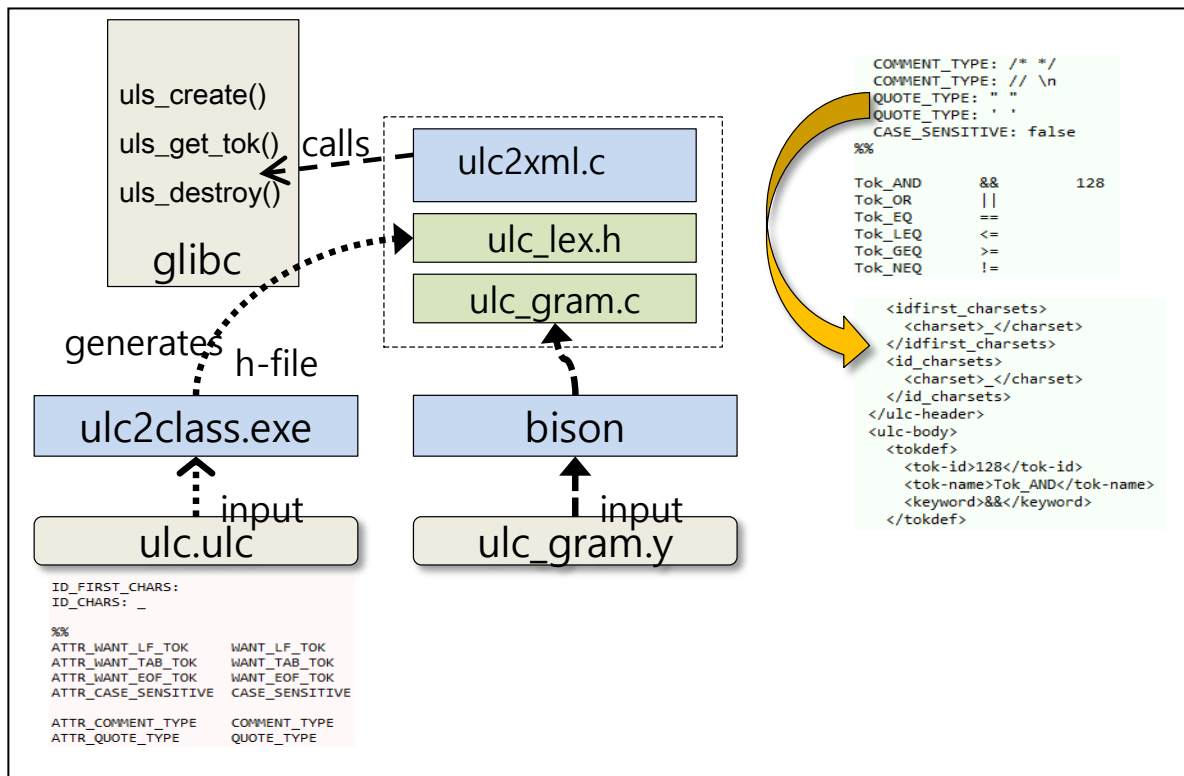 uls_create()
uls_get_tok()
uls_destroy()
glibc
calls
ulc2xml.c
ulc_lex.h
ulc_gram.c
generates
h-file
ulc2class.exe
bison
input
input
ulc.ulc
ulc_gram.y
ID_FIRST_CHARS:
ID_CHARS: _
%%
ATTR_WANT_LF_TOK WANT_LF_TOK
ATTR_WANT_TAB_TOK WANT_TAB_TOK
ATTR_WANT_EOF_TOK WANT_EOF_TOK
ATTR_CASE_SENSITIVE CASE_SENSITIVE
ATTR_COMMENT_TYPE COMMENT_TYPE
ATTR_QUOTE_TYPE QUOTE_TYPE
COMMENT_TYPE: /* */
COMMENT_TYPE: // \n
QUOTE_TYPE: " "
QUOTE_TYPE: ' '
CASE_SENSITIVE: false
%%
Tok_AND && 128
Tok_OR ||
Tok_EQ ==
Tok_LEQ <=
Tok_GEQ >=
Tok_NEQ !=
<idfirst_charsets>
<charset>_</charset>
</idfirst_charsets>
<id_charsets>
<charset>_</charset>
</id_charsets>
</ulc-header>
<ulc-body>
<tokdef>
<tok-id>128</tok-id>
<tok-name>Tok_AND</tok-name>
<keyword>&&</keyword>
</tokdef>